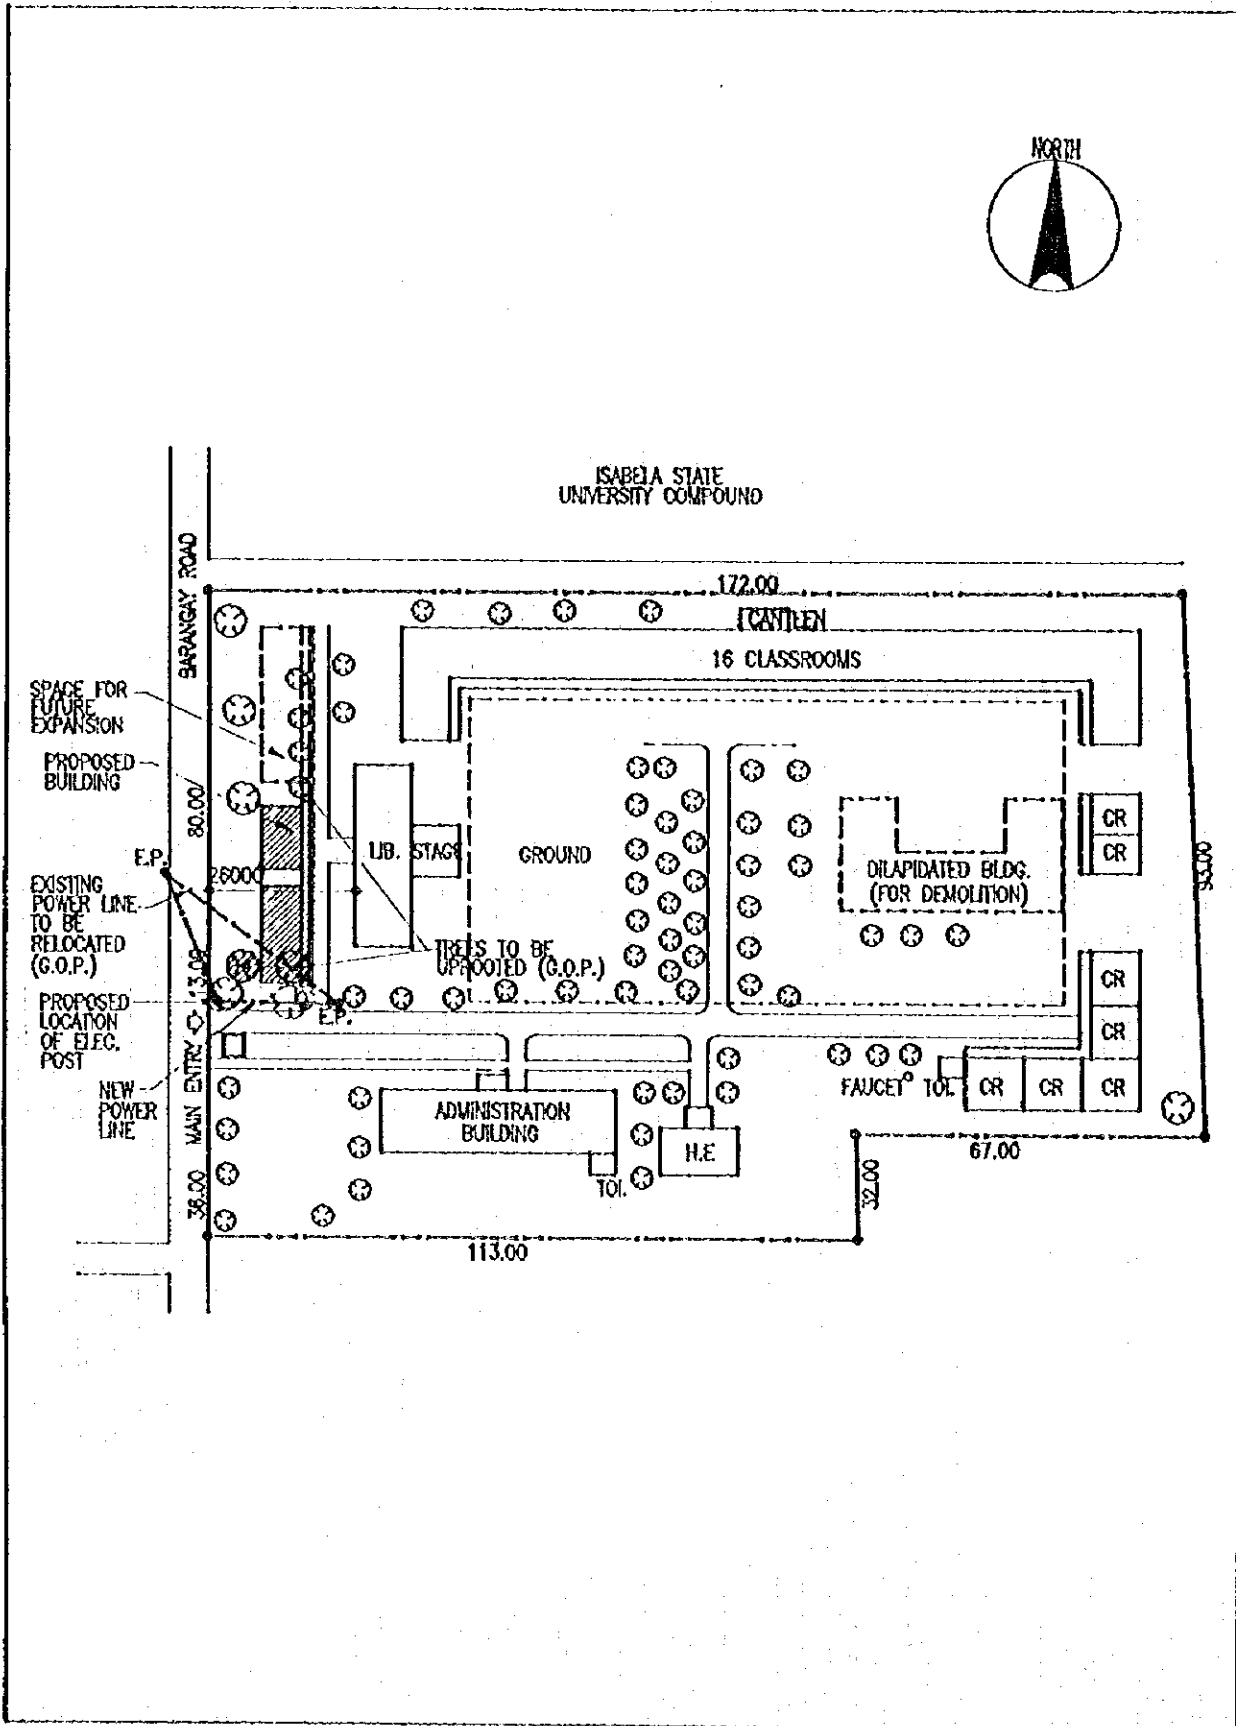 NORTH
ISABELA STATE
UNIVERSITY COMPOUND
BARANGAY ROAD
172.00
CANTEEN
16 CLASSROOMS
SPACE FOR
FUTURE
EXPANSION
PROPOSED
BUILDING
80.00
E.P.
26000
LIB.
STAGE
GROUND
DILAPIDATED BLDG.
(FOR DEMOLITION)
CR
CR
93.00
EXISTING
POWER LINE
TO BE
RELOCATED
(G.O.P.)
TREES TO BE
UPROOTED (G.O.P.)
PROPOSED
LOCATION
OF ELEC.
POST
E.P.
CR
CR
NEW
POWER
LINE
MAIN ENTRY
38.00
ADMINISTRATION
BUILDING
TOI.
H.E
FAUCET
TOI.
CR
CR
CR
67.00
32.00
113.00